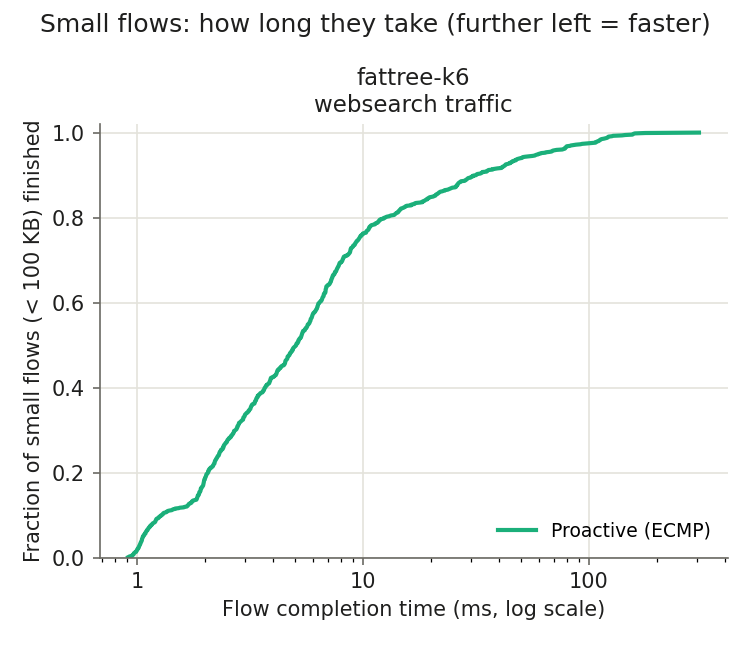 Small flows: how long they take (further left = faster)
fattree-k6
websearch traffic
Fraction of small flows (< 100 KB) finished
1.0
0.8
0.6
0.4
0.2
0.0
Proactive (ECMP)
1
10
100
Flow completion time (ms, log scale)